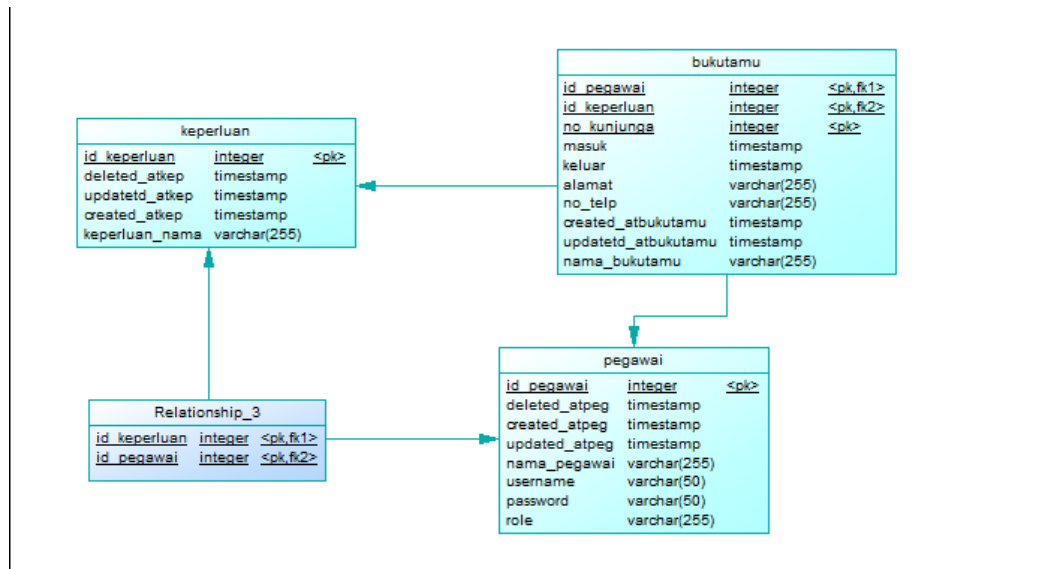 bukutamu
id_pegawai integer <pk,fk1>
id_keperluan integer <pk,fk2>
no_kunjunga integer <pk>
masuk timestamp
keluar timestamp
alamat varchar(255)
no_telp varchar(255)
created_atbukutamu timestamp
updatetd_atbukutamu timestamp
nama_bukutamu varchar(255)
keperluan
id_keperluan integer <pk>
deleted_atkep timestamp
updatetd_atkep timestamp
created_atkep timestamp
keperluan_nama varchar(255)
pegawai
id_pegawai integer <pk>
deleted_atpeg timestamp
created_atpeg timestamp
updated_atpeg timestamp
nama_pegawai varchar(255)
username varchar(50)
password varchar(50)
role varchar(255)
Relationship_3
id_keperluan integer <pk,fk1>
id_pegawai integer <pk,fk2>